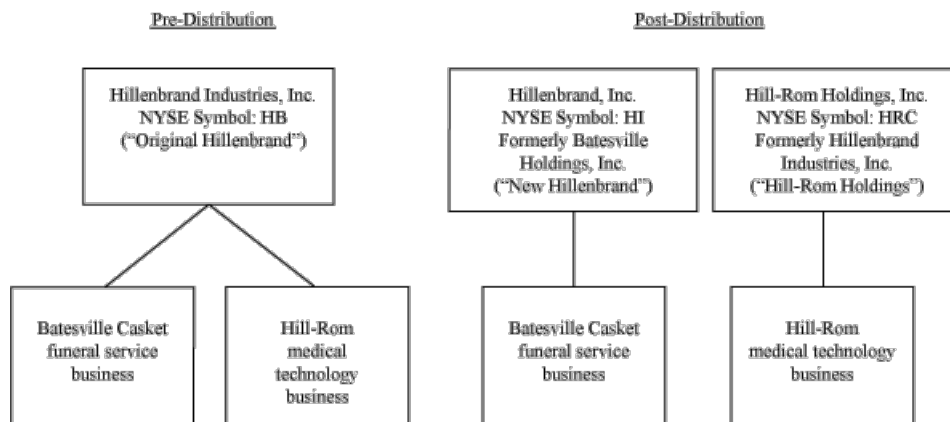 Pre-Distribution
Post-Distribution
Hillenbrand Industries, Inc.
NYSE Symbol: HB
(“Original Hillenbrand”)
Hillenbrand, Inc.
NYSE Symbol: HI
Formerly Batesville
Holdings, Inc.
(“New Hillenbrand”)
Hill-Rom Holdings, Inc.
NYSE Symbol: HRC
Formerly Hillenbrand
Industries, Inc.
(“Hill-Rom Holdings”)
Batesville Casket
funeral service
business
Hill-Rom
medical
technology
business
Batesville Casket
funeral service
business
Hill-Rom
medical technology
business